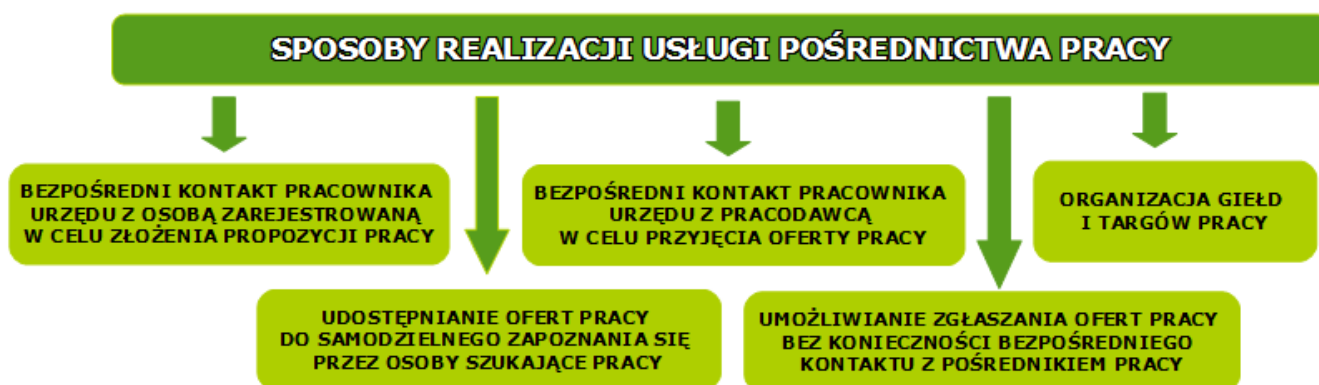 SPOSOBY REALIZACJI USŁUGI POŚREDNICTWA PRACY
BEZPOŚREDNI KONTAKT PRACOWNIKA
URZĘDU Z OSOBĄ ZAREJESTROWANĄ
W CELU ZŁOŻENIA PROPOZYCJI PRACY
BEZPOŚREDNI KONTAKT PRACOWNIKA
URZĘDU Z PRACODAWCĄ
W CELU PRZYJĘCIA OFERTY PRACY
ORGANIZACJA GIEŁD
I TARGÓW PRACY
UDOSTĘPNIANIE OFERT PRACY
DO SAMODZIELNEGO ZAPOZNANIA SIĘ
PRZEZ OSOBY SZUKAJĄCE PRACY
UMOŻLIWIANIE ZGŁASZANIA OFERT PRACY
BEZ KONIECZNOŚCI BEZPOŚREDNIEGO
KONTAKTU Z POŚREDNIKIEM PRACY